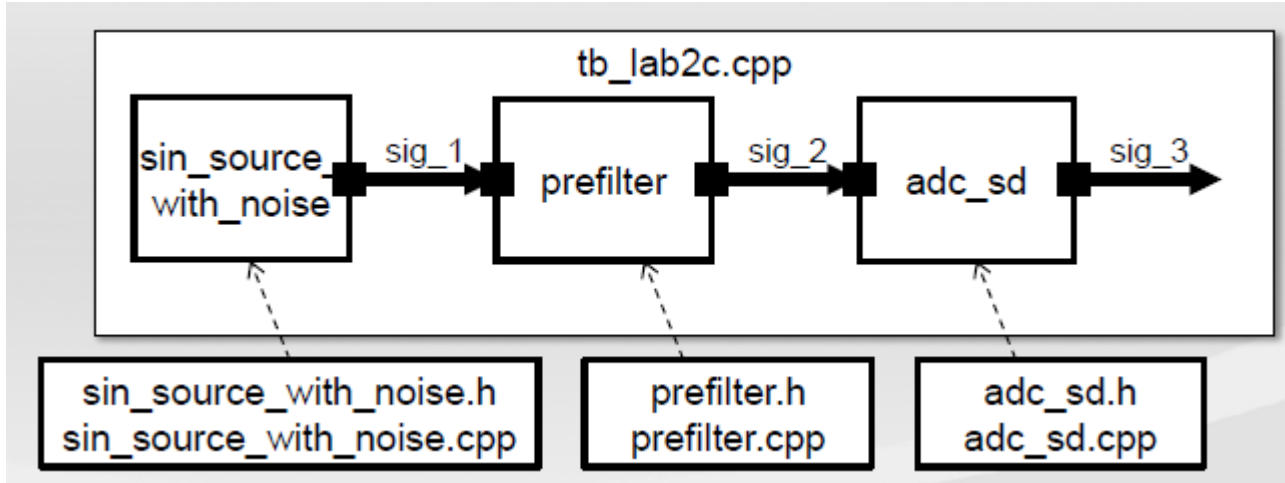 tb_lab2c.cpp
sin_source_
with_noise
sig_1
prefilter
sig_2
adc_sd
sig_3
sin_source_with_noise.h
sin_source_with_noise.cpp
prefilter.h
prefilter.cpp
adc_sd.h
adc_sd.cpp